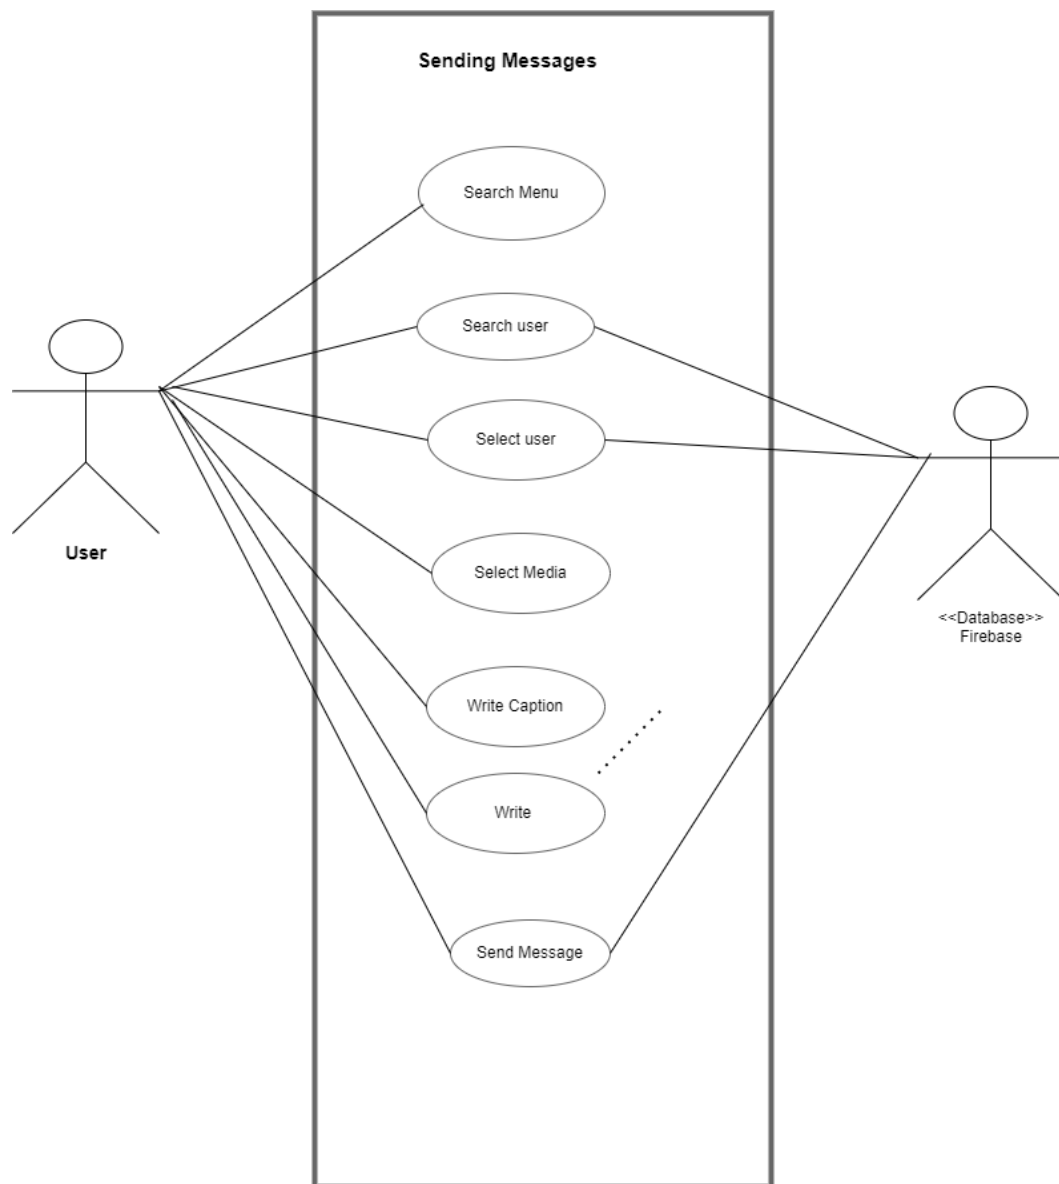 Sending Messages
Search Menu
Search user
Select user
Select Media
Write Caption
Write
Send Message
User
<<Database>>
Firebase